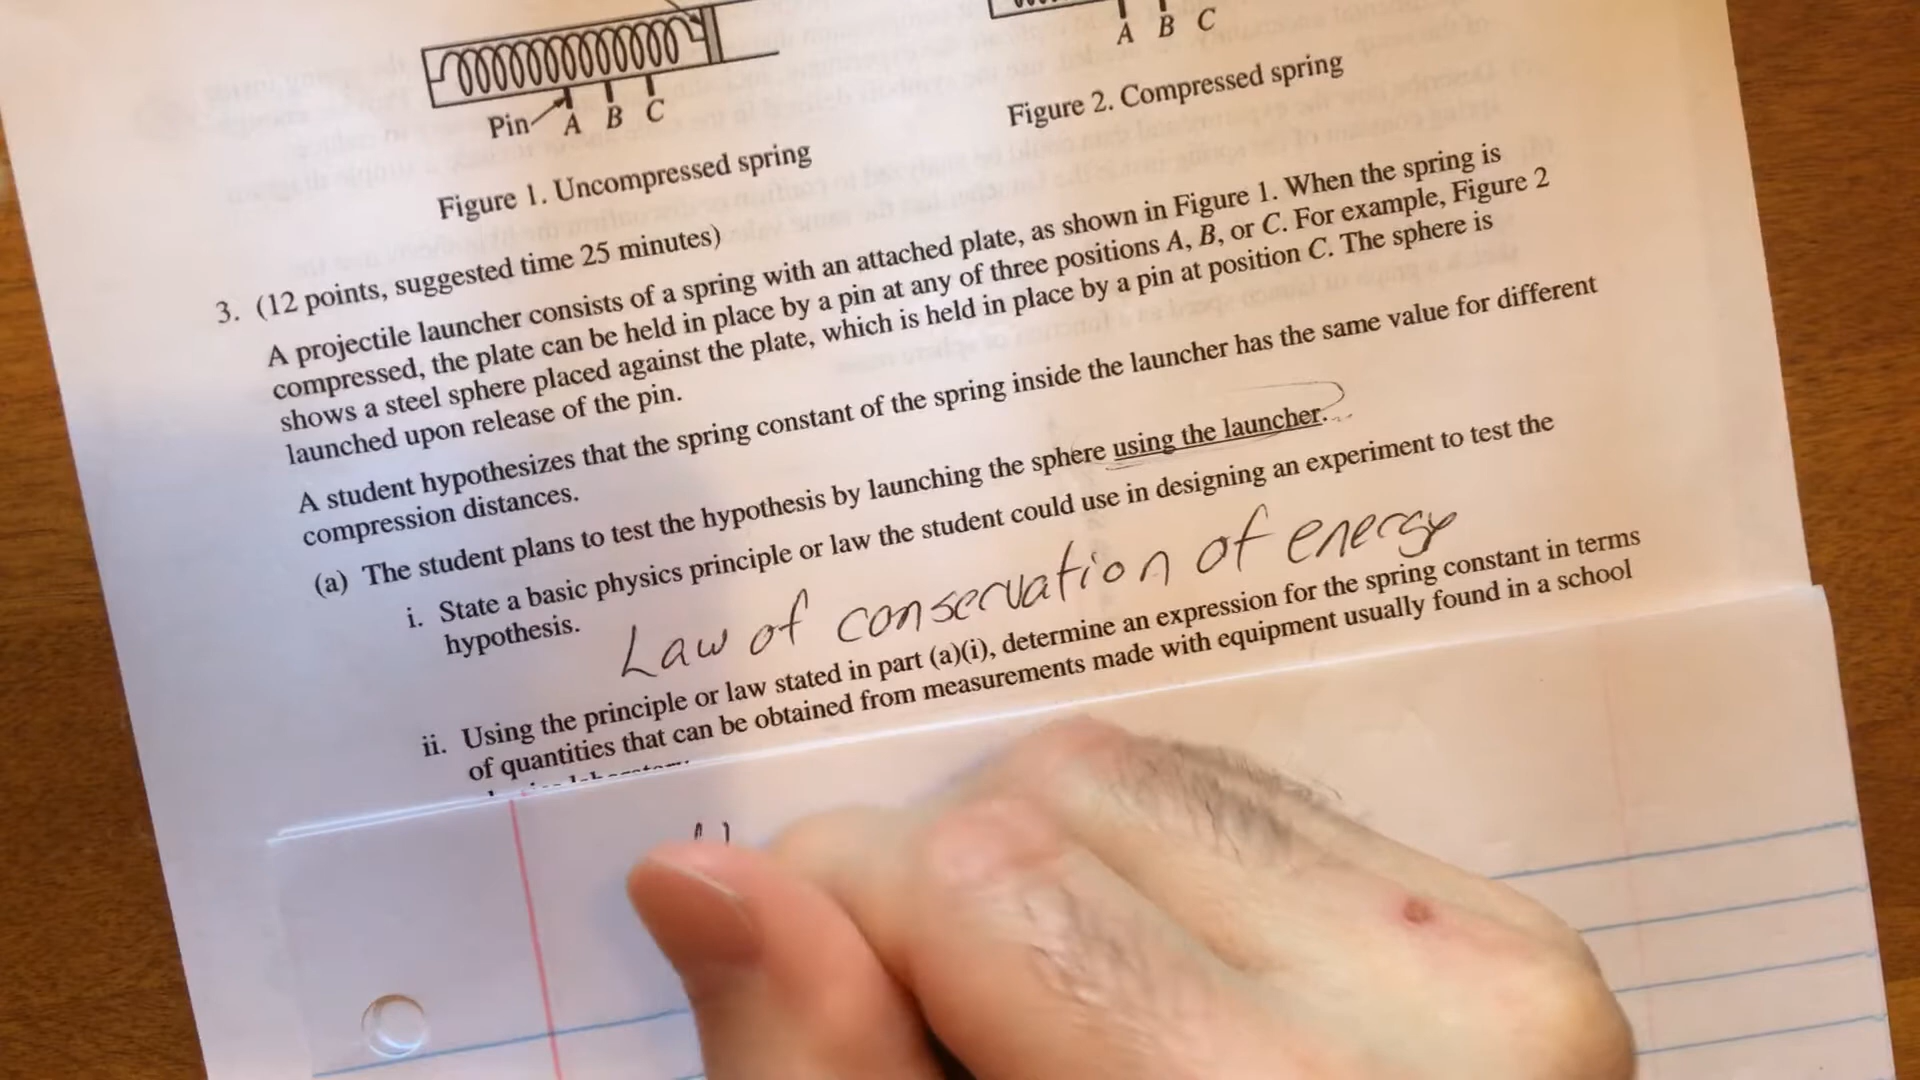 A B C
Pin A B C
Figure 2. Compressed spring
Figure 1. Uncompressed spring
3. (12 points, suggested time 25 minutes)
A projectile launcher consists of a spring with an attached plate, as shown in Figure 1. When the spring is
compressed, the plate can be held in place by a pin at any of three positions A, B, or C. For example, Figure 2
shows a steel sphere placed against the plate, which is held in place by a pin at position C. The sphere is
launched upon release of the pin.
A student hypothesizes that the spring constant of the spring inside the launcher has the same value for different
compression distances.
(a) The student plans to test the hypothesis by launching the sphere using the launcher.
i. State a basic physics principle or law the student could use in designing an experiment to test the
hypothesis.
Law of conservation of energy
ii. Using the principle or law stated in part (a)(i), determine an expression for the spring constant in terms
of quantities that can be obtained from measurements made with equipment usually found in a school